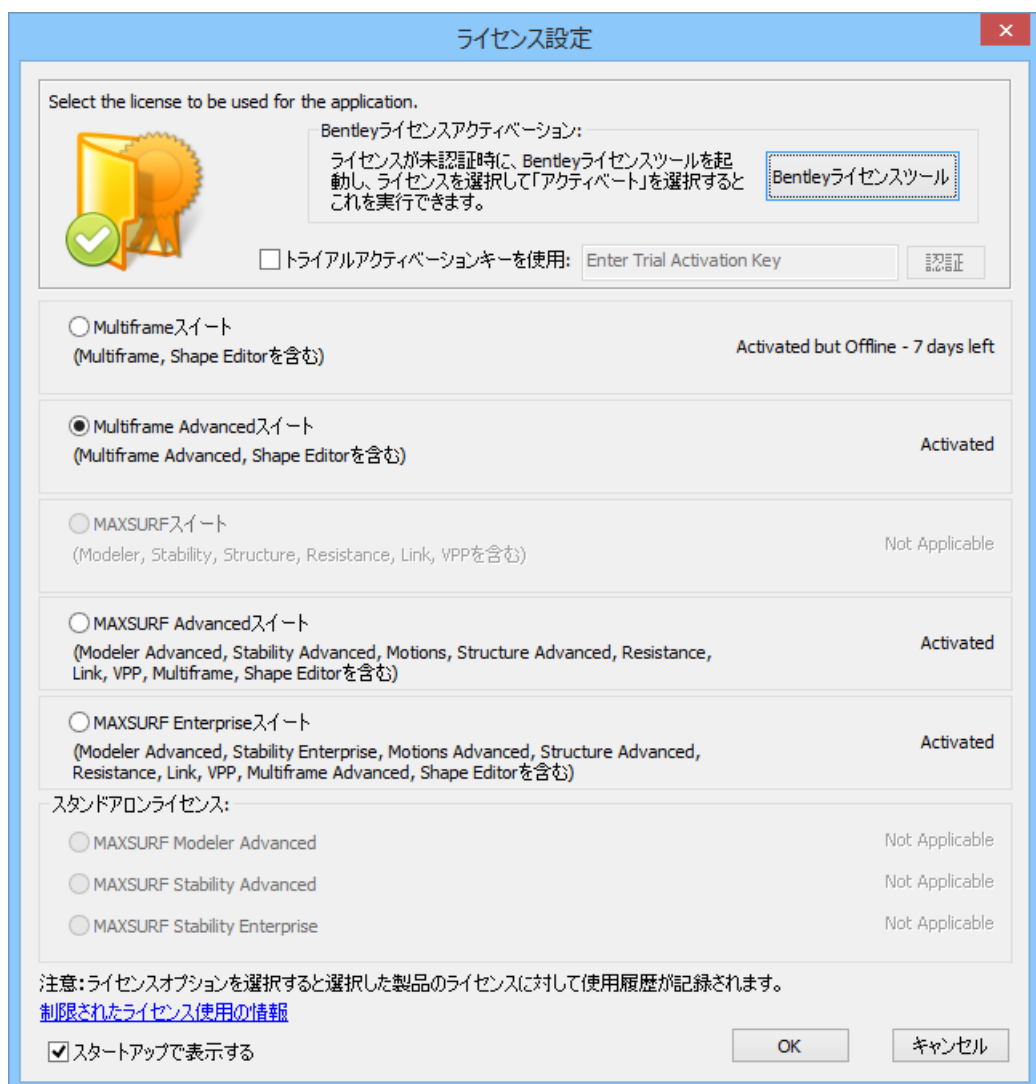 ライセンス設定
Select the license to be used for the application.
Bentleyライセンスアクティベーション:
ライセンスが未認証時に、Bentleyライセンスツールを起
動し、ライセンスを選択して「アクティベート」を選択すると
これを実行できます。
Bentleyライセンスツール
トライアルアクティベーションキーを使用:
Enter Trial Activation Key
認証
Multiframeスイート
(Multiframe, Shape Editorを含む)
Activated but Offline - 7 days left
Multiframe Advancedスイート
(Multiframe Advanced, Shape Editorを含む)
Activated
MAXSURFスイート
(Modeler, Stability, Structure, Resistance, Link, VPPを含む)
Not Applicable
MAXSURF Advancedスイート
(Modeler Advanced, Stability Advanced, Motions, Structure Advanced, Resistance,
Link, VPP, Multiframe, Shape Editorを含む)
Activated
MAXSURF Enterpriseスイート
(Modeler Advanced, Stability Enterprise, Motions Advanced, Structure Advanced,
Resistance, Link, VPP, Multiframe Advanced, Shape Editorを含む)
Activated
スタンドアロンライセンス:
MAXSURF Modeler Advanced
Not Applicable
MAXSURF Stability Advanced
Not Applicable
MAXSURF Stability Enterprise
Not Applicable
注意:ライセンスオプションを選択すると選択した製品のライセンスに対して使用履歴が記録されます。
制限されたライセンス使用の情報
スタートアップで表示する
OK
キャンセル